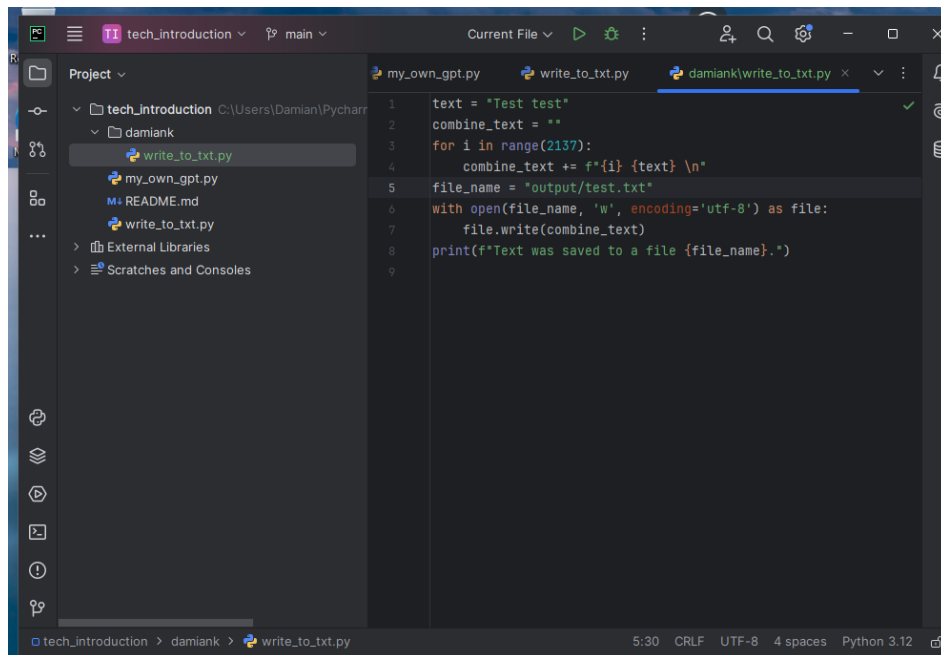 PC
TI tech_introduction main Current File
Project
my_own_gpt.py write_to_txt.py damiank\write_to_txt.py
tech_introduction C:\Users\Damian\Pycharr
damiank
write_to_txt.py
my_own_gpt.py
M↓ README.md
write_to_txt.py
External Libraries
Scratches and Consoles
1 text = "Test test"
2 combine_text = ""
3 for i in range(2137):
4 combine_text += f"{i} {text} \n"
5 file_name = "output/test.txt"
6 with open(file_name, 'w', encoding='utf-8') as file:
7 file.write(combine_text)
8 print(f"Text was saved to a file {file_name}.")
9
tech_introduction > damiank > write_to_txt.py 5:30 CRLF UTF-8 4 spaces Python 3.12